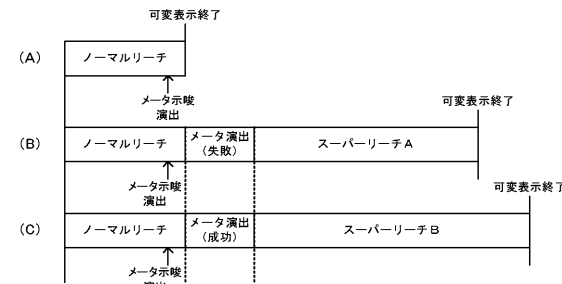 可変表示終了
(A)
ノーマルリーチ
メータ示唆
演出
可変表示終了
(B)
ノーマルリーチ
メータ演出
(失敗)
スーパーリーチA
メータ示唆
演出
可変表示終了
(C)
ノーマルリーチ
メータ演出
(成功)
スーパーリーチB
メータ示唆